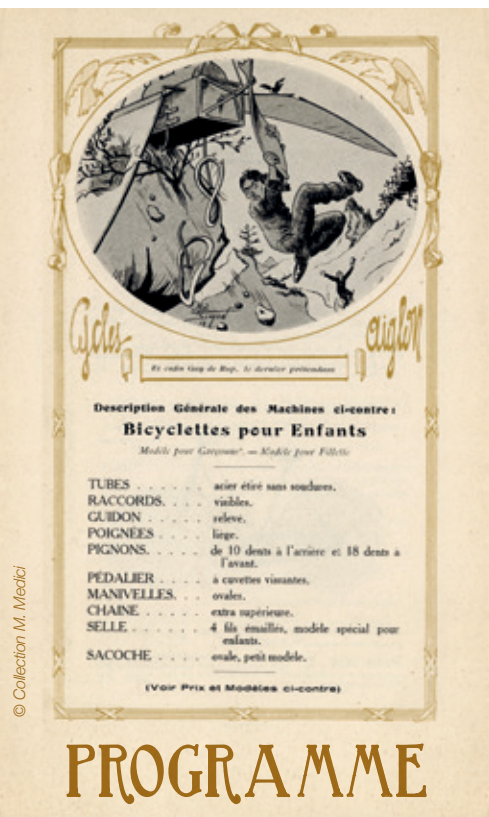 Cycles Aiglon
Et enfin Guy de Rup, le dernier prétendant
Description Générale des Machines ci-contre :
Bicyclettes pour Enfants
Modèle pour Garçonnet. — Modèle pour Fillette
TUBES . . . . . . acier étiré sans soudures.
RACCORDS. . . . visibles.
GUIDON . . . . . relevé.
POIGNÉES . . . . liège.
PIGNONS. . . . . de 10 dents à l'arrière et 18 dents à
l'avant.
PÉDALIER . . . . à cuvettes vissantes.
MANIVELLES. . . ovales.
CHAINE . . . . . extra supérieure.
SELLE . . . . . . 4 fils émaillés, modèle spécial pour
enfants.
SACOCHE . . . . ovale, petit modèle.
(Voir Prix et Modèles ci-contre)
© Collection M. Medici
PROGRAMME